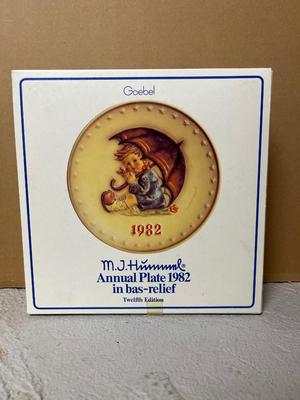 Goebel
1982
M.J.Hummel®
Annual Plate 1982
in bas-relief
Twelfth Edition